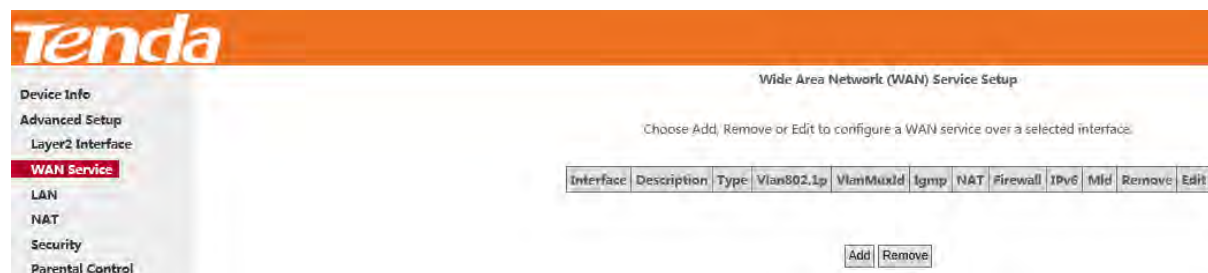 Tenda
Device Info
Advanced Setup
Layer2 Interface
WAN Service
LAN
NAT
Security
Parental Control
Wide Area Network (WAN) Service Setup
Choose Add, Remove or Edit to configure a WAN service over a selected interface.
Interface Description Type Vlan802.1p VlanMuxId Igmp NAT Firewall IPv6 Mld Remove Edit
Add Remove